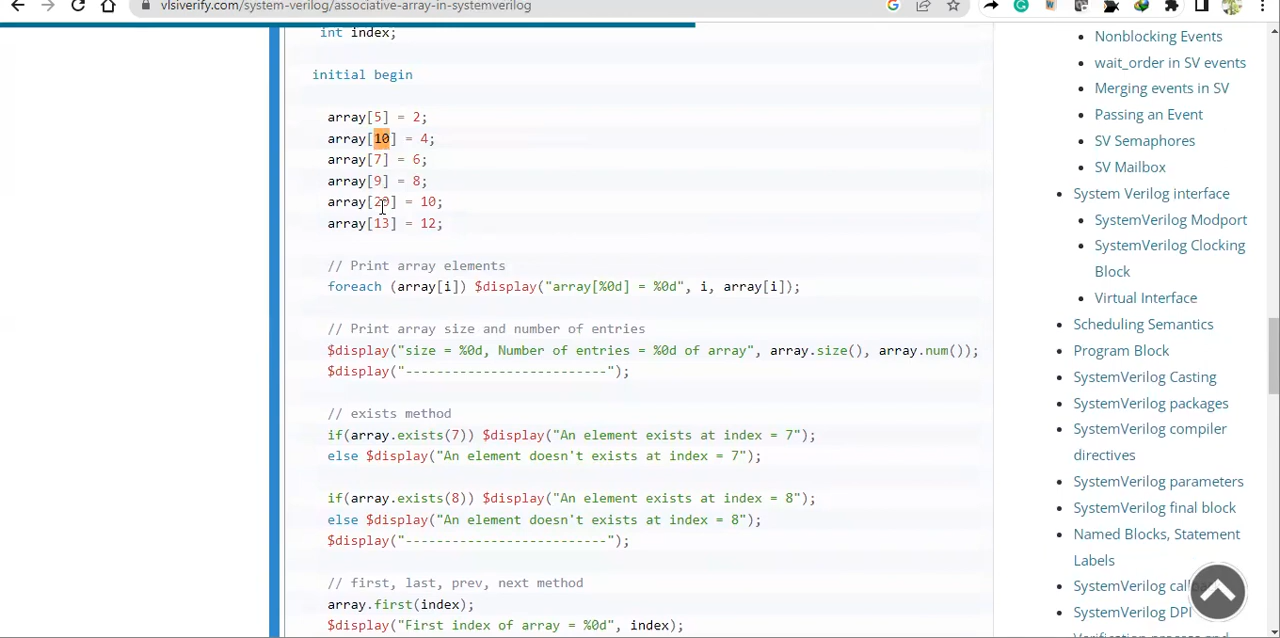 vlsiverify.com/system-verilog/associative-array-in-systemverilog
int index;
initial begin
array[5] = 2;
array[10] = 4;
array[7] = 6;
array[9] = 8;
array[20] = 10;
array[13] = 12;
// Print array elements
foreach (array[i]) $display("array[%0d] = %0d", i, array[i]);
// Print array size and number of entries
$display("size = %0d, Number of entries = %0d of array", array.size(), array.num());
$display("--------------------------");
// exists method
if(array.exists(7)) $display("An element exists at index = 7");
else $display("An element doesn't exists at index = 7");
if(array.exists(8)) $display("An element exists at index = 8");
else $display("An element doesn't exists at index = 8");
$display("--------------------------");
// first, last, prev, next method
array.first(index);
$display("First index of array = %0d", index);
Nonblocking Events
wait_order in SV events
Merging events in SV
Passing an Event
SV Semaphores
SV Mailbox
System Verilog interface
SystemVerilog Modport
SystemVerilog Clocking
Block
Virtual Interface
Scheduling Semantics
Program Block
SystemVerilog Casting
SystemVerilog packages
SystemVerilog compiler
directives
SystemVerilog parameters
SystemVerilog final block
Named Blocks, Statement
Labels
SystemVerilog
SystemVerilog DPI